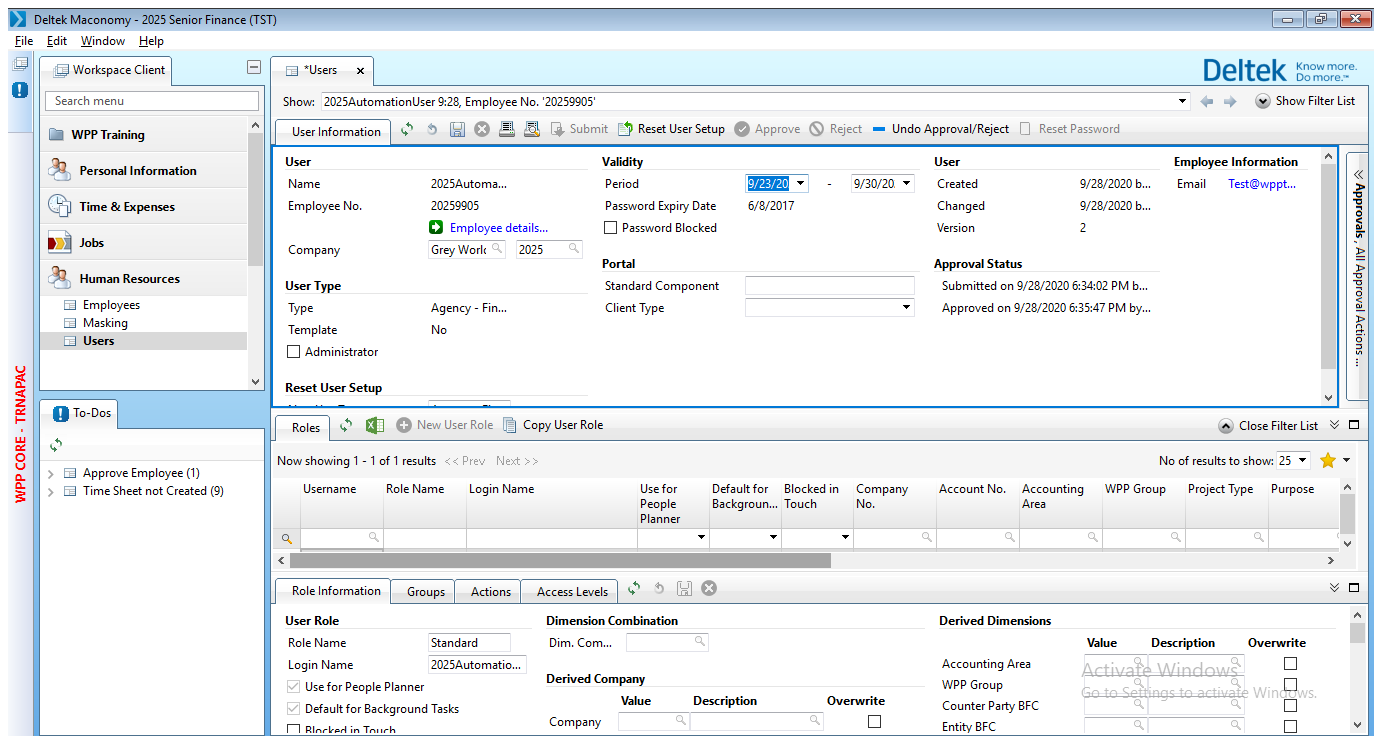 Deltek Maconomy - 2025 Senior Finance (TST)
File Edit Window Help
Workspace Client
Search menu
WPP Training
Personal Information
Time & Expenses
Jobs
Human Resources
Employees
Masking
Users
WPP CORE - TRNAPAC
To-Dos
Approve Employee (1)
Time Sheet not Created (9)
*Users
Deltek Know more. Do more.™
Show: 2025AutomationUser 9:28, Employee No. '20259905' Show Filter List
User Information Submit Reset User Setup Approve Reject Undo Approval/Reject Reset Password
User
Name 2025Automa...
Employee No. 20259905
Employee details...
Company Grey World 2025
User Type
Type Agency - Fin...
Template No
Administrator
Reset User Setup
Validity
Period 9/23/20 - 9/30/20
Password Expiry Date 6/8/2017
Password Blocked
Portal
Standard Component
Client Type
User
Created 9/28/2020 b...
Changed 9/28/2020 b...
Version 2
Approval Status
Submitted on 9/28/2020 6:34:02 PM b...
Approved on 9/28/2020 6:35:47 PM by...
Employee Information
Email Test@wppt...
Approvals, All Approval Actions ...
Roles New User Role Copy User Role Close Filter List
Now showing 1 - 1 of 1 results << Prev Next >> No of results to show: 25
Username Role Name Login Name Use for People Planner Default for Backgroun... Blocked in Touch Company No. Account No. Accounting Area WPP Group Project Type Purpose
Role Information Groups Actions Access Levels
User Role
Role Name Standard
Login Name 2025Automatio...
Use for People Planner
Default for Background Tasks
Blocked in Touch
Dimension Combination
Dim. Com...
Derived Company
Value Description Overwrite
Company
Derived Dimensions
Value Description Overwrite
Accounting Area
WPP Group
Counter Party BFC
Entity BFC
Activate Windows
Go to Settings to activate Windows.